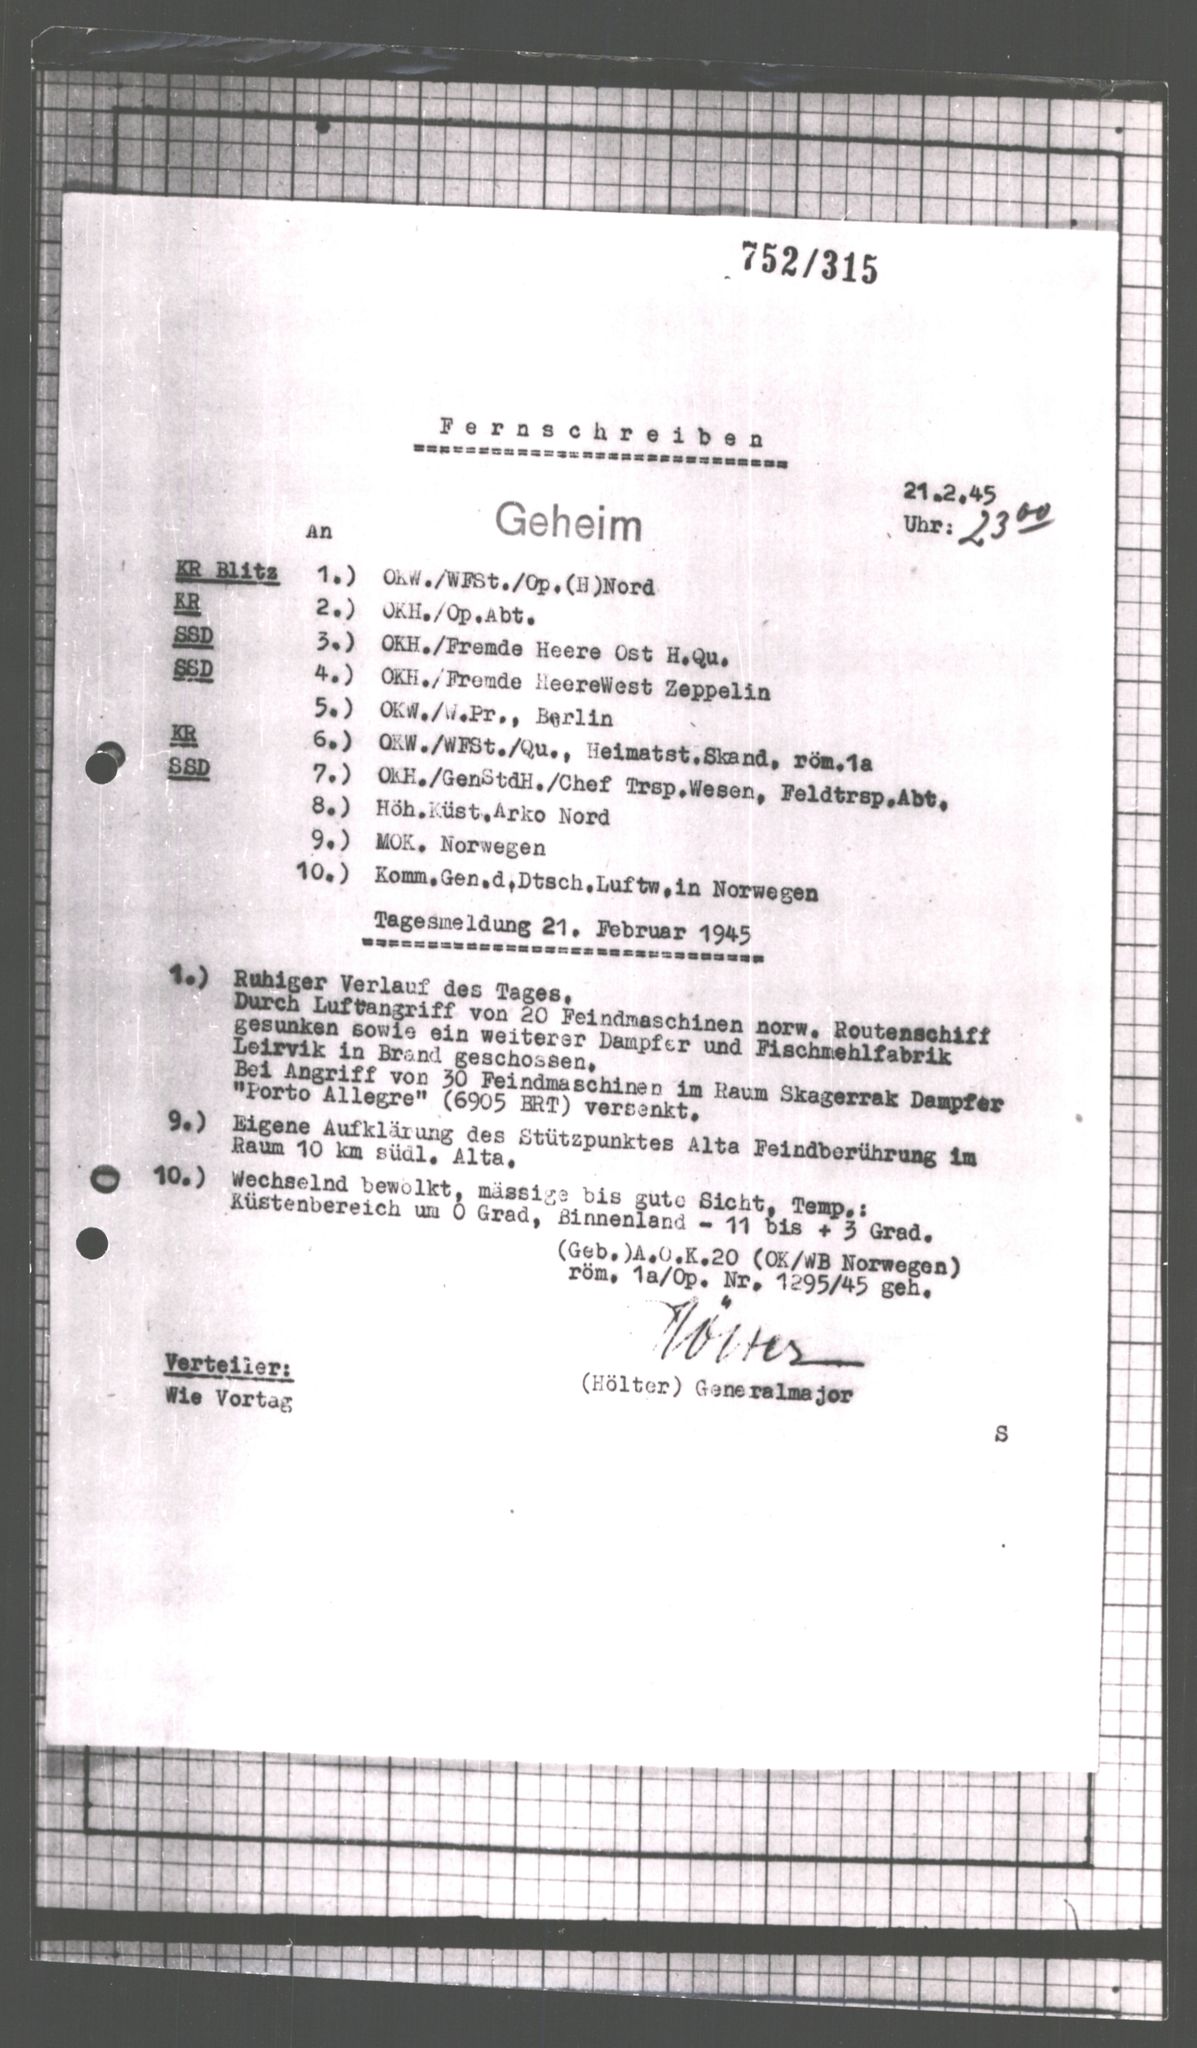 752/315
Fernschreiben
21.2.45
Geheim
Uhr: 23 00
An
KR Blitz 1.) OKW./WFSt./Op.(H)Nord
KR 2.) OKH./Op.Abt.
SSD 3.) OKH./Fremde Heere Ost H.Qu.
SSD 4.) OKH./Fremde HeereWest Zeppelin
5.) OKW./W.Pr., Berlin
KR 6.) OKW./WFSt./Qu., Heimatst.Skand, röm.1a
SSD 7.) OKH./GenStdH./Chef Trsp.Wesen, Feldtrsp.Abt.
8.) Höh.Küst.Arko Nord
9.) MOK. Norwegen
10.) Komm.Gen.d.Dtsch.Luftw.in Norwegen
Tagesmeldung 21. Februar 1945
1.) Ruhiger Verlauf des Tages.
Durch Luftangriff von 20 Feindmaschinen norw. Routenschiff
gesunken sowie ein weiterer Dampfer und Fischmehlfabrik
Leirvik in Brand geschossen.
Bei Angriff von 30 Feindmaschinen im Raum Skagerrak Dampfer
"Porto Allegre" (6905 BRT) versenkt.
9.) Eigene Aufklärung des Stützpunktes Alta Feindberührung im
Raum 10 km südl. Alta.
10.) Wechselnd bewölkt, mässige bis gute Sicht, Temp.:
Küstenbereich um 0 Grad, Binnenland - 11 bis + 3 Grad.
(Geb.)A.O.K.20 (OK/WB Norwegen)
röm. 1a/Op. Nr. 1295/45 geh.
Hölter
(Hölter) Generalmajor
Verteiler:
Wie Vortag
S